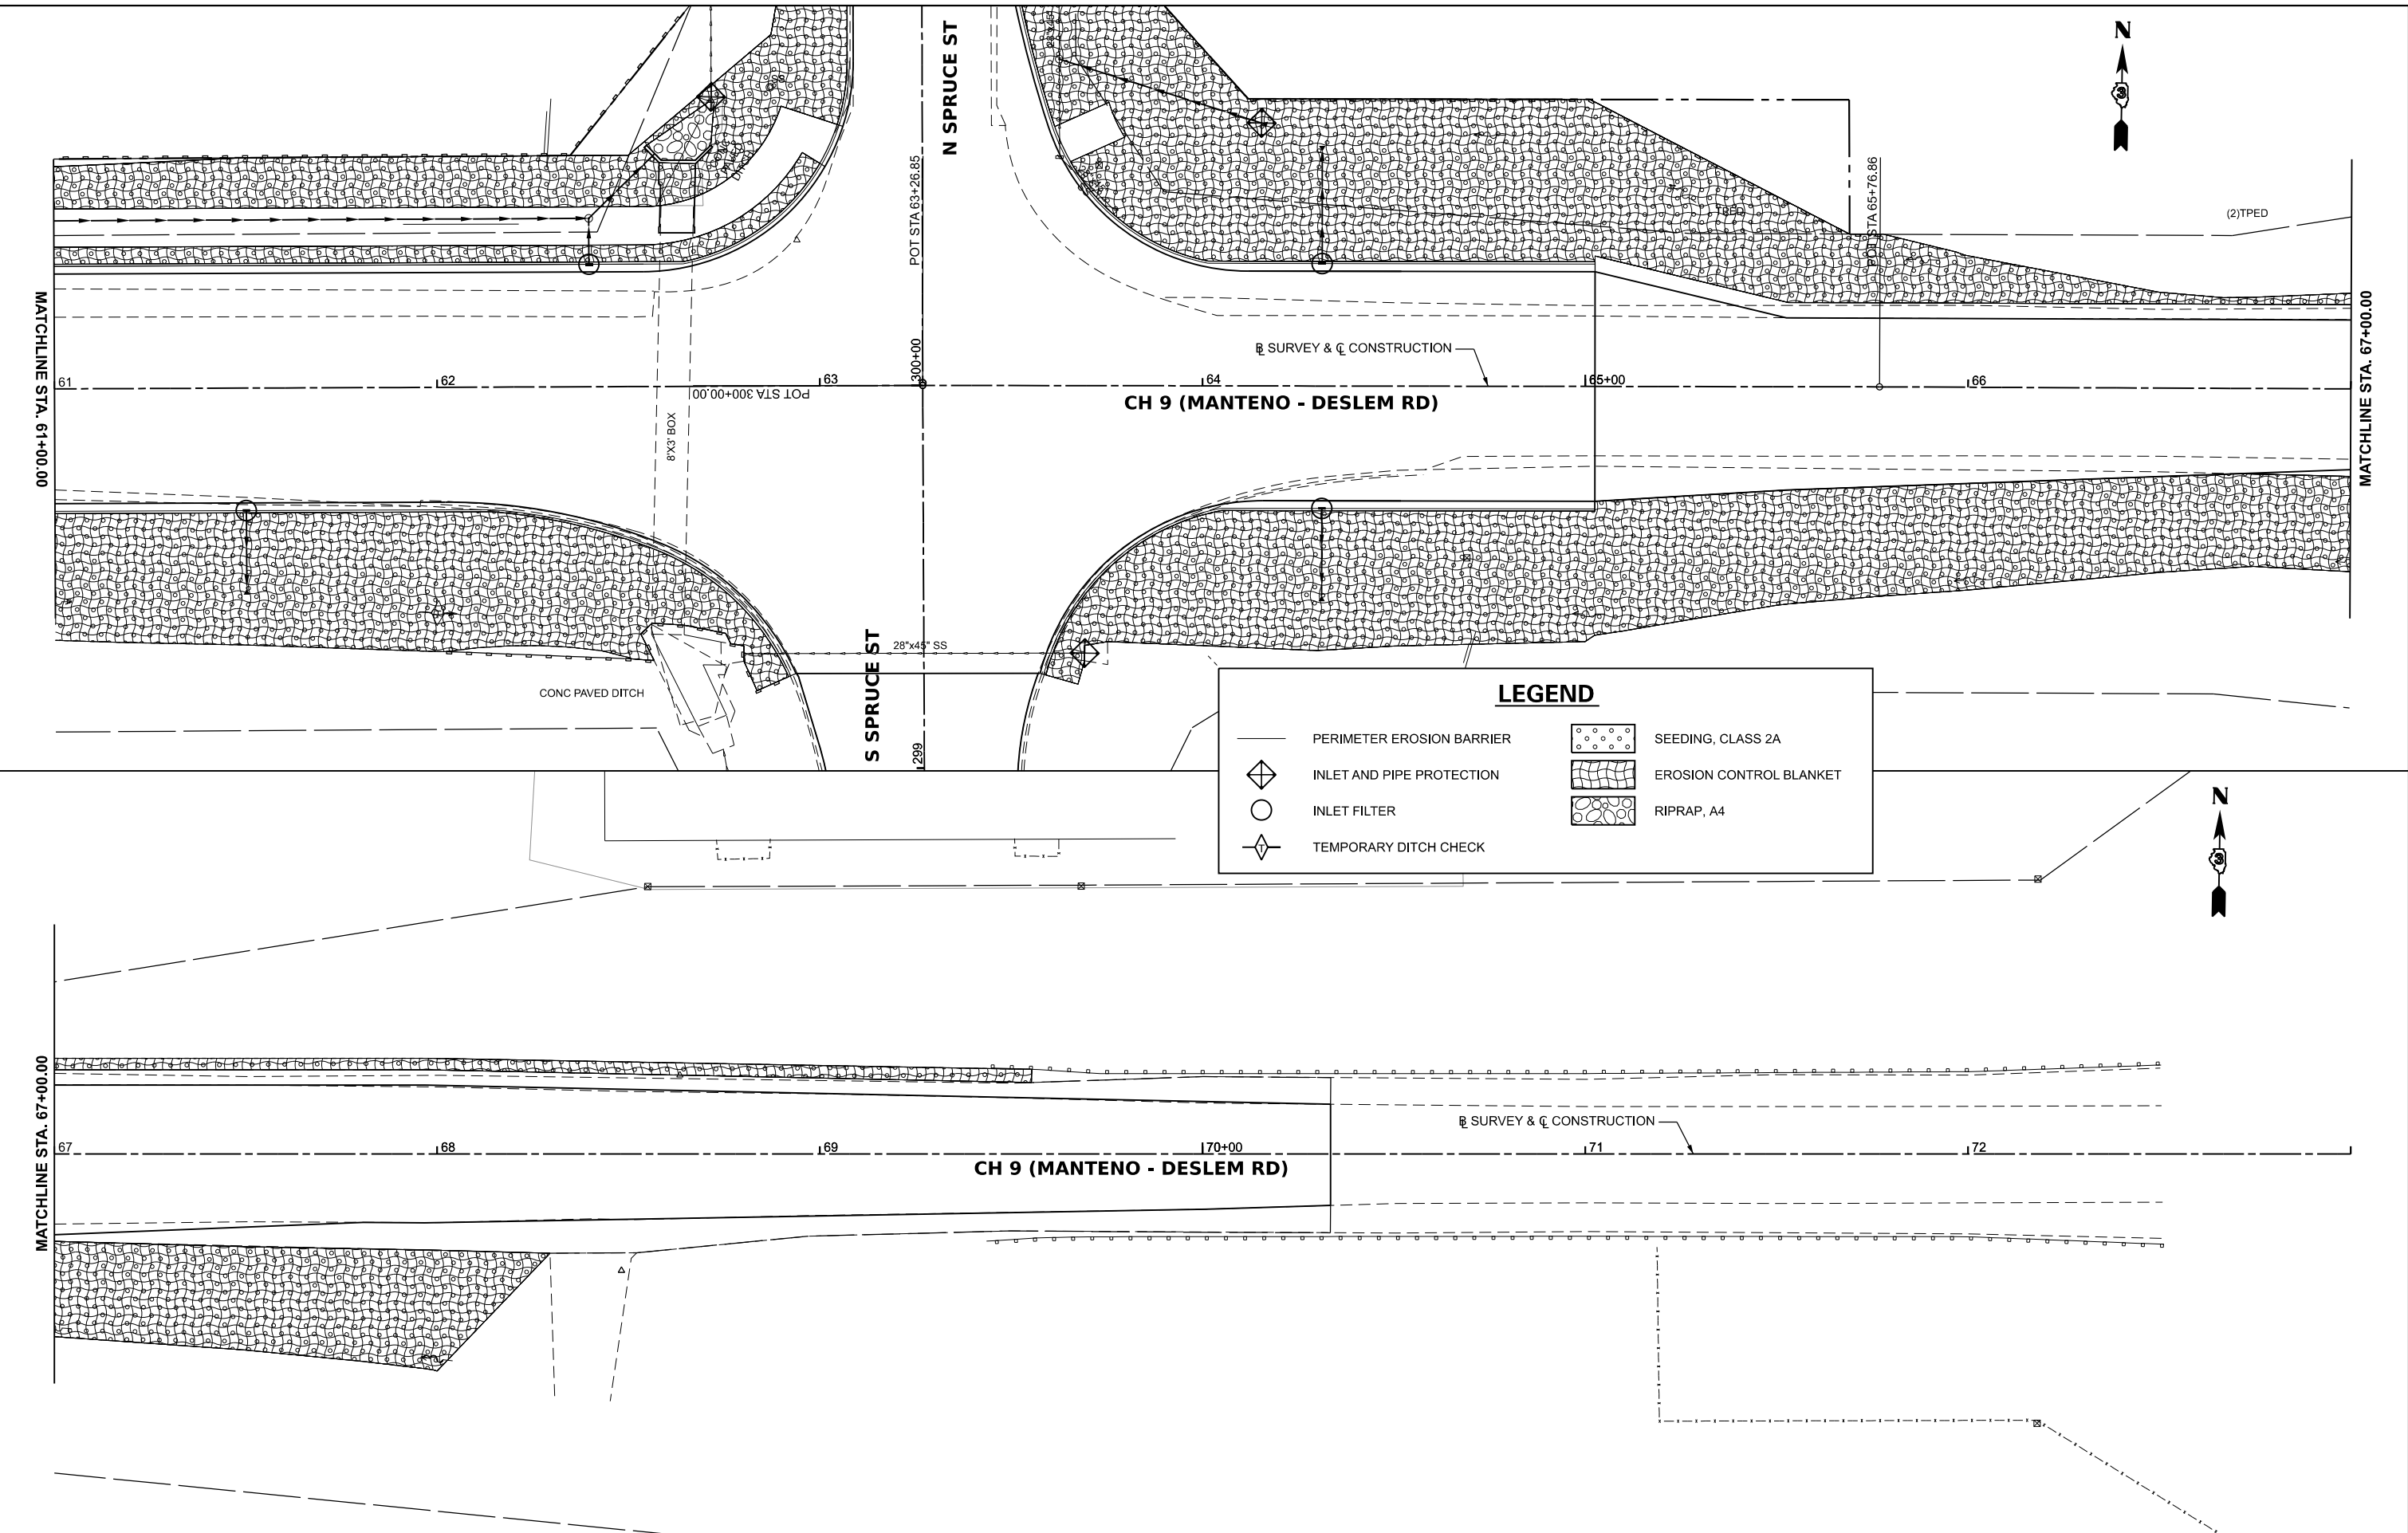 N SPRUCE ST
N
3
SS
POT STA 63+26.85
POT STA 65+76.86
TPED
(2)TPED
MATCHLINE STA. 61+00.00
MATCHLINE STA. 67+00.00
℄ SURVEY & ℄ CONSTRUCTION
61
62
63
300+00
64
65+00
66
POT STA 300+00.00
CH 9 (MANTENO - DESLEM RD)
8'X3' BOX
28"x45" SS
CONC PAVED DITCH
S SPRUCE ST
299
LEGEND
PERIMETER EROSION BARRIER
SEEDING, CLASS 2A
INLET AND PIPE PROTECTION
EROSION CONTROL BLANKET
INLET FILTER
RIPRAP, A4
T
TEMPORARY DITCH CHECK
N
3
MATCHLINE STA. 67+00.00
℄ SURVEY & ℄ CONSTRUCTION
67
68
69
70+00
71
72
CH 9 (MANTENO - DESLEM RD)